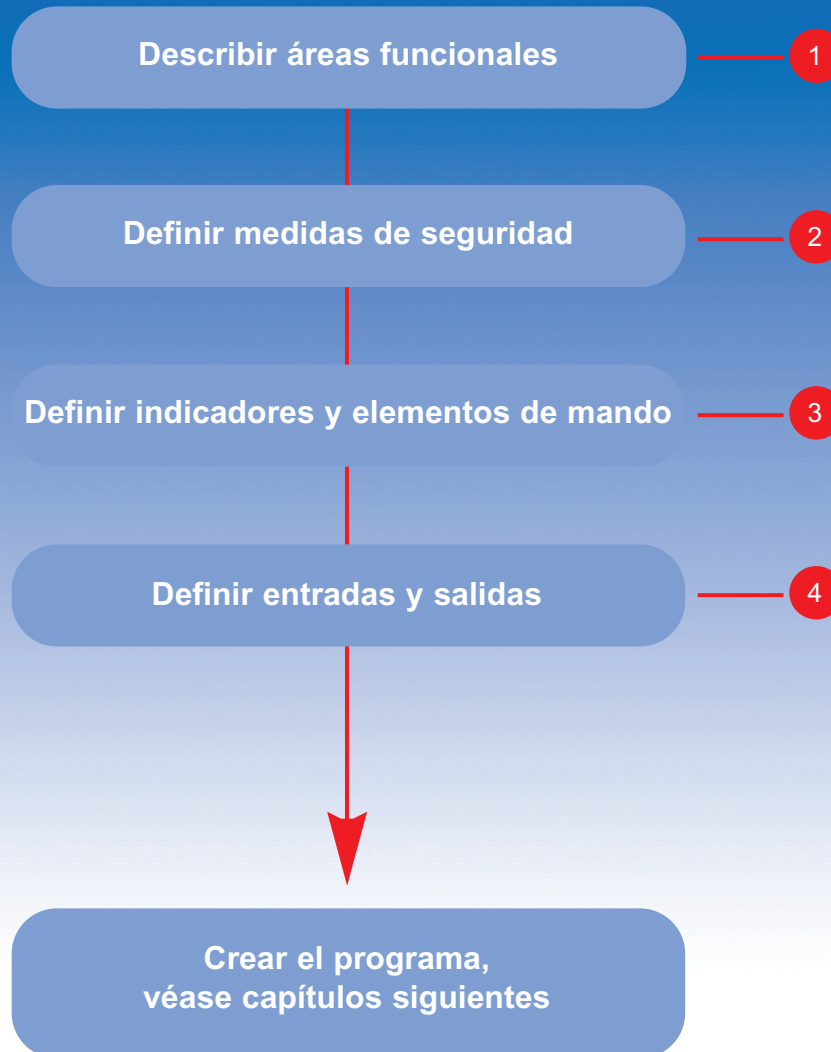 Describir áreas funcionales
1
Definir medidas de seguridad
2
Definir indicadores y elementos de mando
3
Definir entradas y salidas
4
Crear el programa,
véase capítulos siguientes